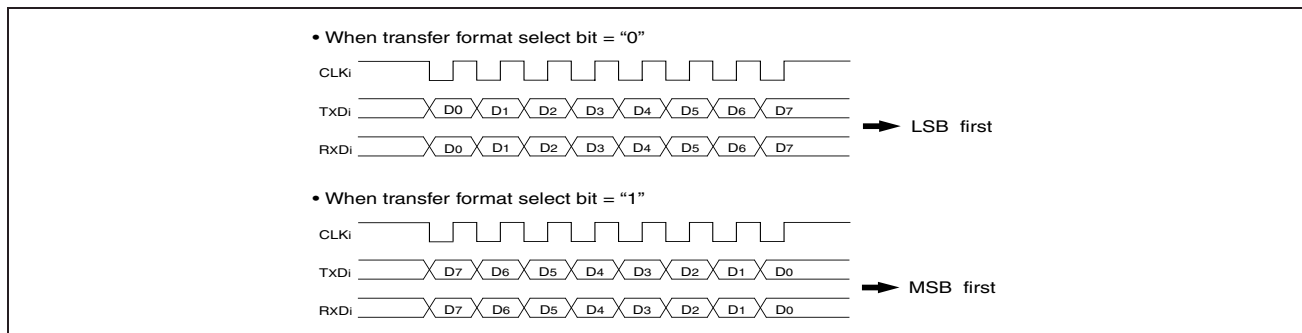 • When transfer format select bit = “0”
CLKi
TxDi D0 D1 D2 D3 D4 D5 D6 D7
RxDi D0 D1 D2 D3 D4 D5 D6 D7
LSB first
• When transfer format select bit = “1”
CLKi
TxDi D7 D6 D5 D4 D3 D2 D1 D0
RxDi D7 D6 D5 D4 D3 D2 D1 D0
MSB first